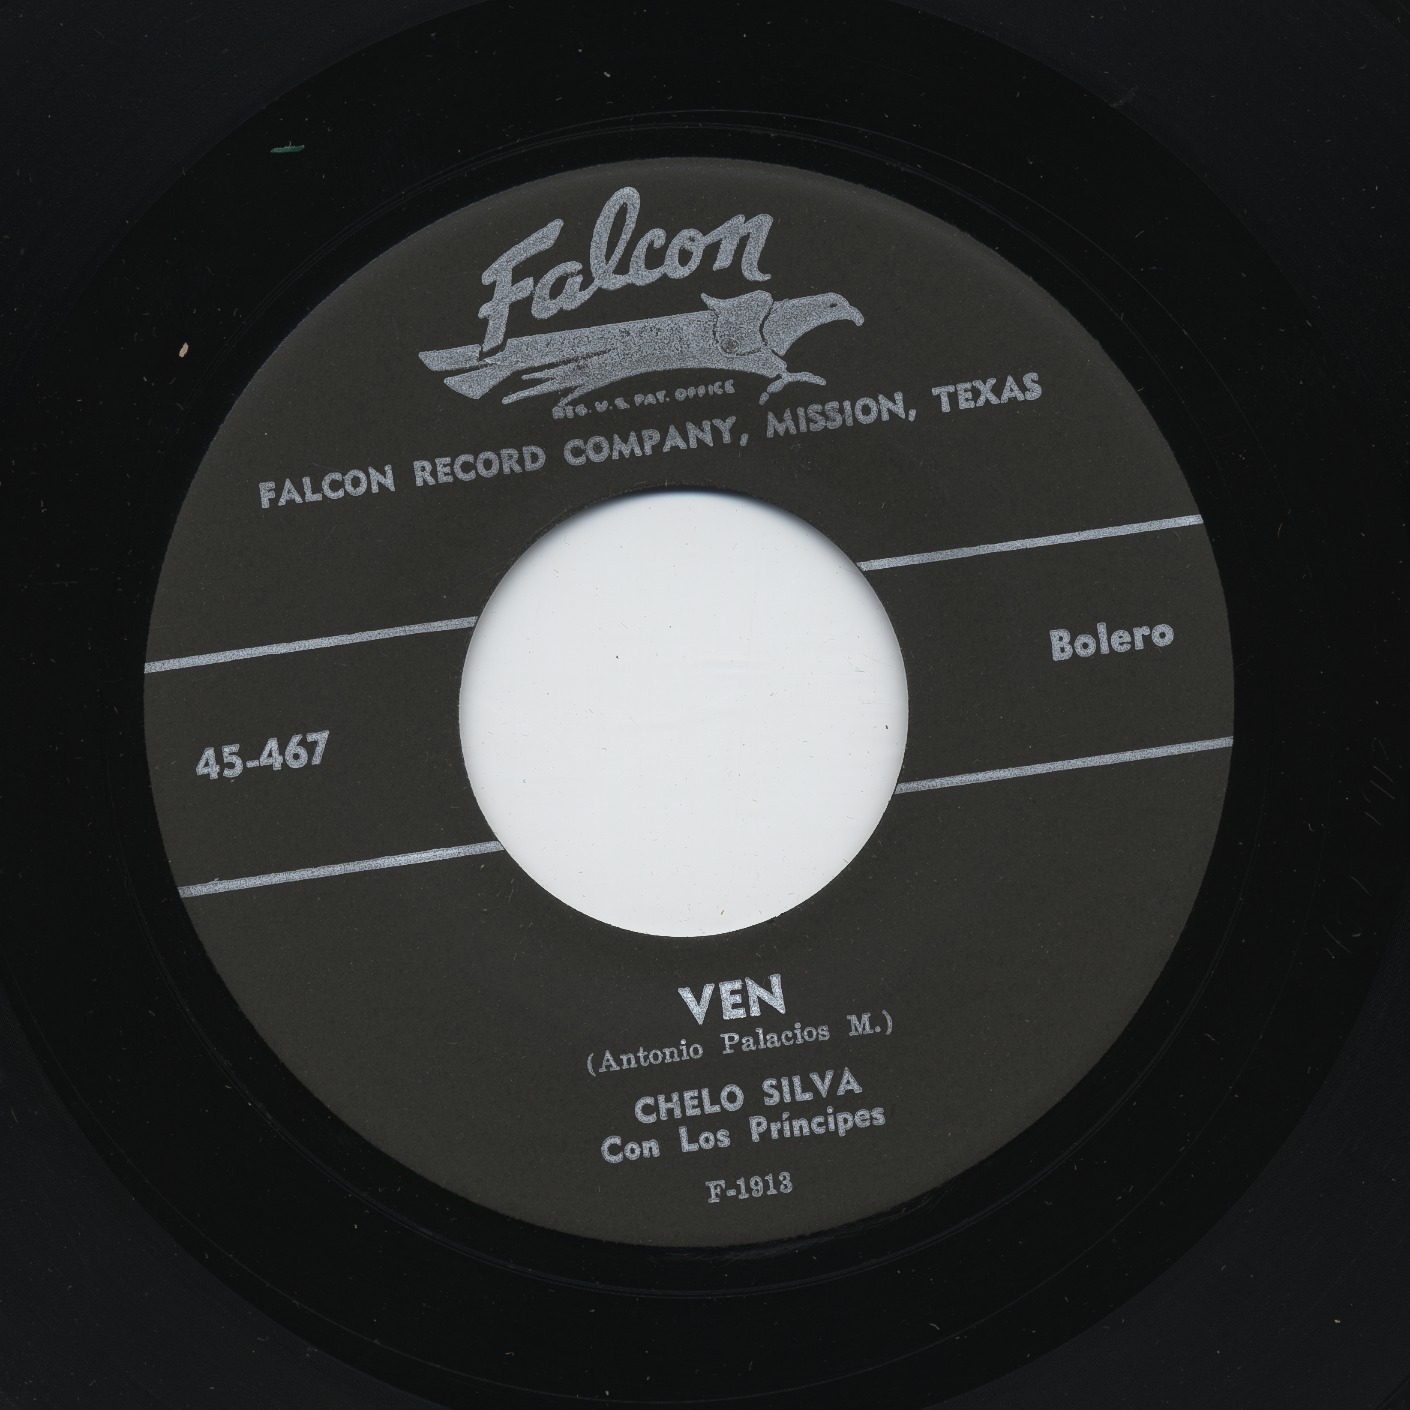 Falcon
REG. U.S. PAT. OFFICE
FALCON RECORD COMPANY, MISSION, TEXAS
Bolero
45-467
VEN
(Antonio Palacios M.)
CHELO SILVA
Con Los Príncipes
F-1913